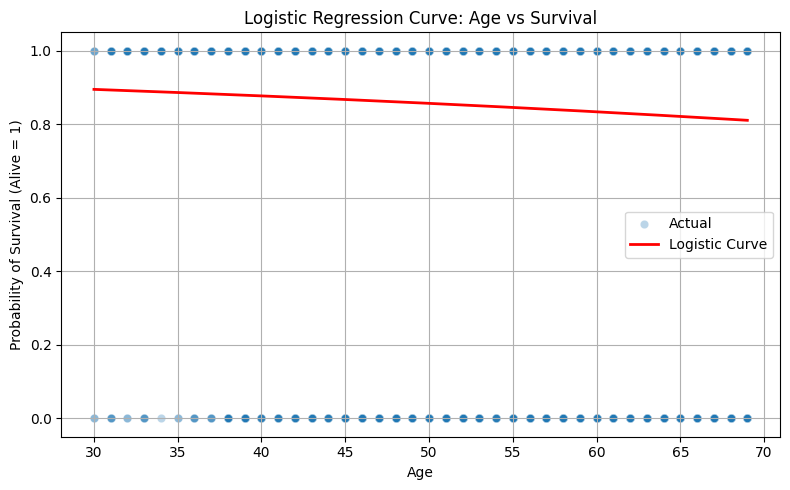 Logistic Regression Curve: Age vs Survival
Probability of Survival (Alive = 1)
1.0
0.8
0.6
0.4
0.2
0.0
Actual
Logistic Curve
30 35 40 45 50 55 60 65 70
Age